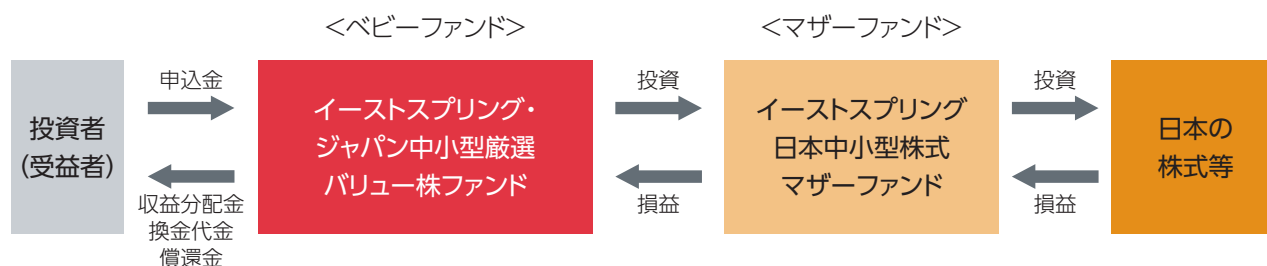 <ベビーファンド>
<マザーファンド>
投資者
(受益者)
申込金
収益分配金
換金代金
償還金
イーストスプリング・
ジャパン中小型厳選
バリュー株ファンド
投資
損益
イーストスプリング
日本中小型株式
マザーファンド
投資
損益
日本の
株式等